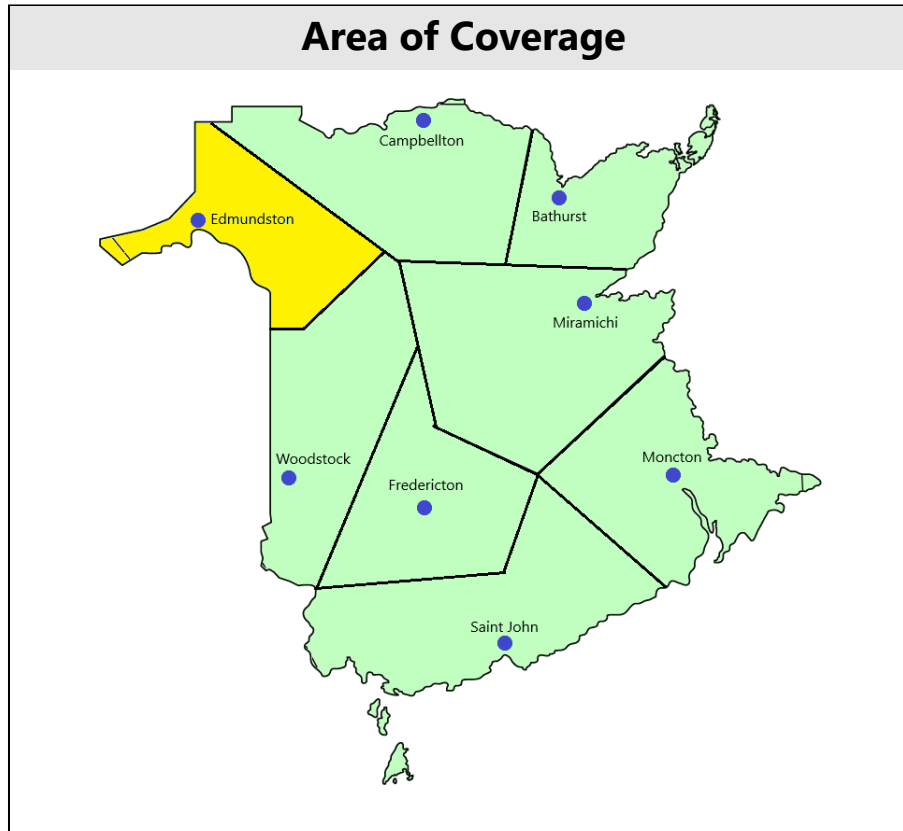 Area of Coverage
Campbellton
Bathurst
Edmundston
Miramichi
Woodstock
Moncton
Fredericton
Saint John